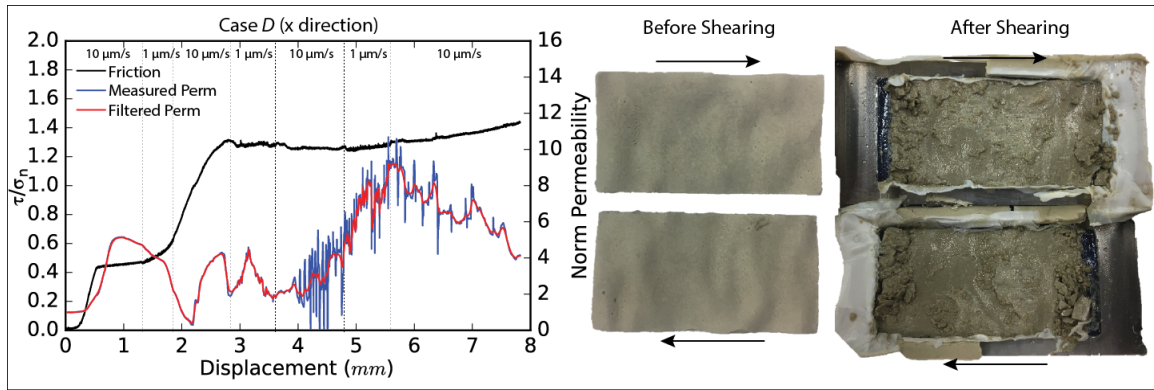 Case D (x direction)
10 μm/s 1 μm/s 10 μm/s 1 μm/s 10 μm/s 1 μm/s 10 μm/s
Friction
Measured Perm
Filtered Perm
2.0
1.8
1.6
1.4
1.2
1.0
0.8
0.6
0.4
0.2
0.0
τ/σn
0 1 2 3 4 5 6 7 8
Displacement (mm)
16
14
12
10
8
6
4
2
0
Norm Permeability
Before Shearing
After Shearing